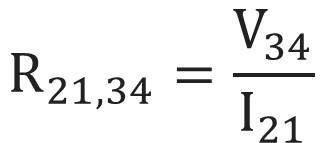 R₂₁,₃₄ = V₃₄ / I₂₁